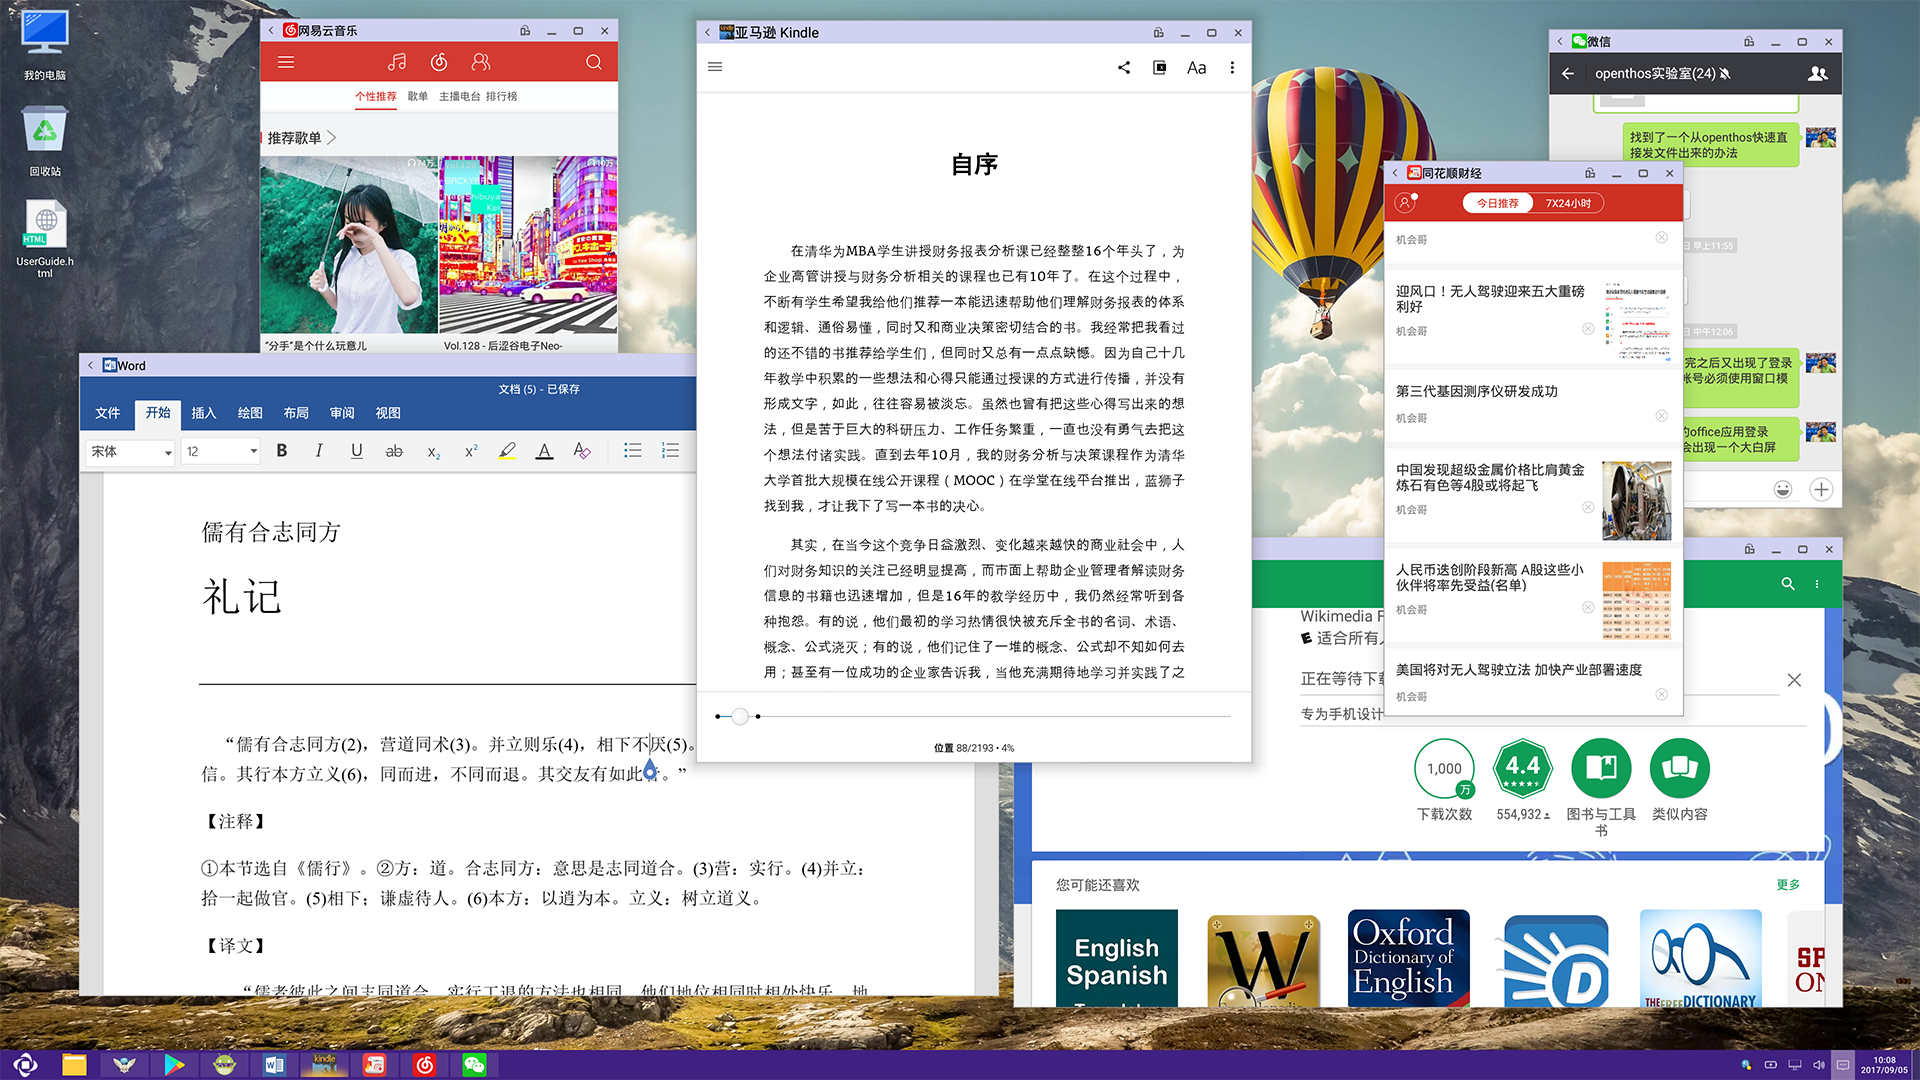 我的电脑
回收站
HTML
UserGuide.h
tml
网易云音乐
个性推荐 歌单 主播电台 排行榜
推荐歌单
74万
10万
"分手"是个什么玩意儿
Vol.128 - 后涩谷电子Neo-
Word
文档 (5) - 已保存
文件 开始 插入 绘图 布局 审阅 视图
宋体 12
儒有合志同方
礼记
“儒有合志同方(2)，营道同术(3)。并立则乐(4)，相下不厌(5)。
信。其行本方立义(6)，同而进，不同而退。其交友有如此者。”
【注释】
①本节选自《儒行》。②方：道。合志同方：意思是志同道合。(3)营：实行。(4)并立：
拾一起做官。(5)相下；谦虚待人。(6)本方：以逍为本。立义：树立道义。
【译文】
“儒者彼此之间志同道合，实行工退的方法也相同，他们地位相同时相处快乐，地
亚马逊 Kindle
Aa
自序
在清华为MBA学生讲授财务报表分析课已经整整16个年头了，为
企业高管讲授与财务分析相关的课程也已有10年了。在这个过程中，
不断有学生希望我给他们推荐一本能迅速帮助他们理解财务报表的体系
和逻辑、通俗易懂，同时又和商业决策密切结合的书。我经常把我看过
的还不错的书推荐给学生们，但同时又总有一点点缺憾。因为自己十几
年教学中积累的一些想法和心得只能通过授课的方式进行传播，并没有
形成文字，如此，往往容易被淡忘。虽然也曾有把这些心得写出来的想
法，但是苦于巨大的科研压力、工作任务繁重，一直也没有勇气去把这
个想法付诸实践。直到去年10月，我的财务分析与决策课程作为清华
大学首批大规模在线公开课程（MOOC）在学堂在线平台推出，蓝狮子
找到我，才让我下了写一本书的决心。
其实，在当今这个竞争日益激烈、变化越来越快的商业社会中，人
们对财务知识的关注已经明显提高，而市面上帮助企业管理者解读财务
信息的书籍也迅速增加，但是16年的教学经历中，我仍然经常听到各
种抱怨。有的说，他们最初的学习热情很快被充斥全书的名词、术语、
概念、公式浇灭；有的说，他们记住了一堆的概念、公式却不知如何去
用；甚至有一位成功的企业家告诉我，当他充满期待地学习并实践了之
位置 88/2193 • 4%
微信
openthos实验室(24)
找到了一个从openthos快速直
接发文件出来的办法
早上11:55
中午12:06
完之后又出现了登录
账号必须使用窗口模
的office应用登录
会出现一个大白屏
同花顺财经
今日推荐 7X24小时
机会哥
迎风口！无人驾驶迎来五大重磅
利好
机会哥
第三代基因测序仪研发成功
机会哥
中国发现超级金属价格比肩黄金
炼石有色等4股或将起飞
机会哥
人民币迭创阶段新高 A股这些小
伙伴将率先受益(名单)
机会哥
美国将对无人驾驶立法 加快产业部署速度
机会哥
Wikimedia F
适合所有
正在等待下载
专为手机设计
1,000
万
下载次数
4.4
554,932
图书与工具
书
类似内容
您可能还喜欢
更多
English
Spanish
W
Oxford
Dictionary of
English
D
THE FREE DICTIONARY
SP
ON
kindle
10:08
2017/09/05